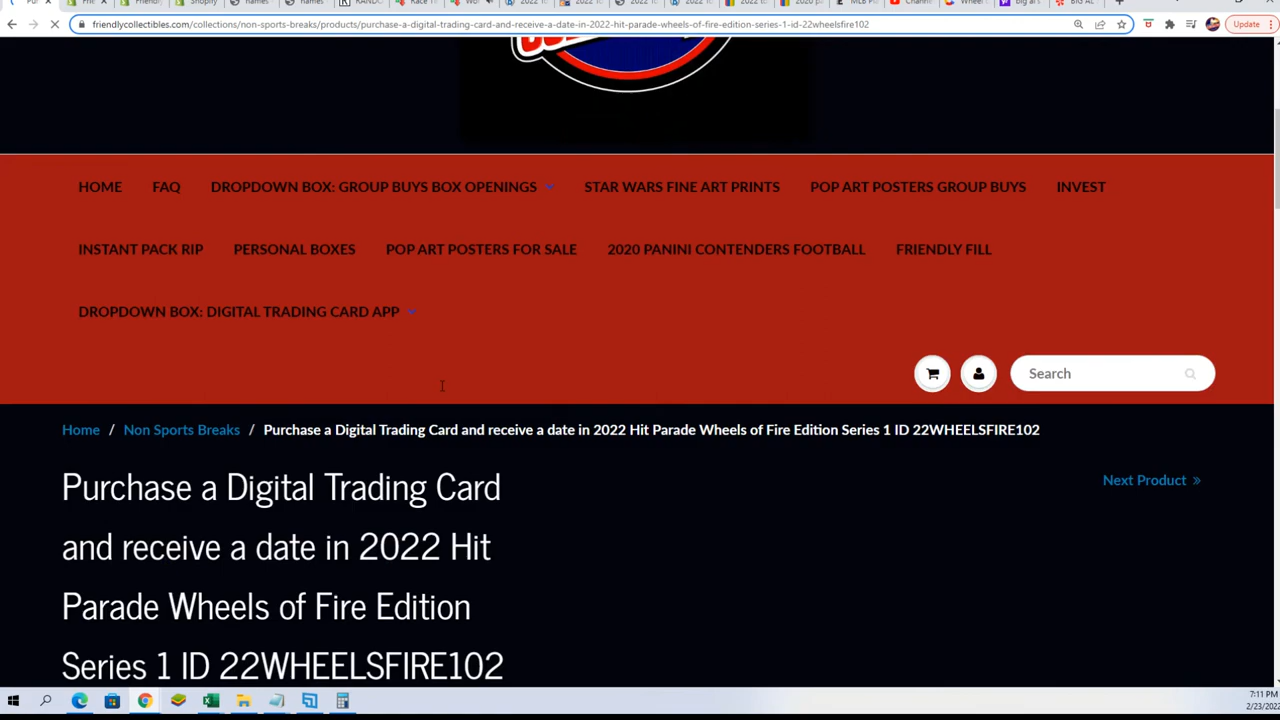 friendlycollectibles.com/collections/non-sports-breaks/products/purchase-a-digital-trading-card-and-receive-a-date-in-2022-hit-parade-wheels-of-fire-edition-series-1-id-22wheelsfire102
Update
HOME FAQ DROPDOWN BOX: GROUP BUYS BOX OPENINGS STAR WARS FINE ART PRINTS POP ART POSTERS GROUP BUYS INVEST
INSTANT PACK RIP PERSONAL BOXES POP ART POSTERS FOR SALE 2020 PANINI CONTENDERS FOOTBALL FRIENDLY FILL
DROPDOWN BOX: DIGITAL TRADING CARD APP
Search
Home / Non Sports Breaks / Purchase a Digital Trading Card and receive a date in 2022 Hit Parade Wheels of Fire Edition Series 1 ID 22WHEELSFIRE102
Purchase a Digital Trading Card
and receive a date in 2022 Hit
Parade Wheels of Fire Edition
Series 1 ID 22WHEELSFIRE102
Next Product »
7:11 PM